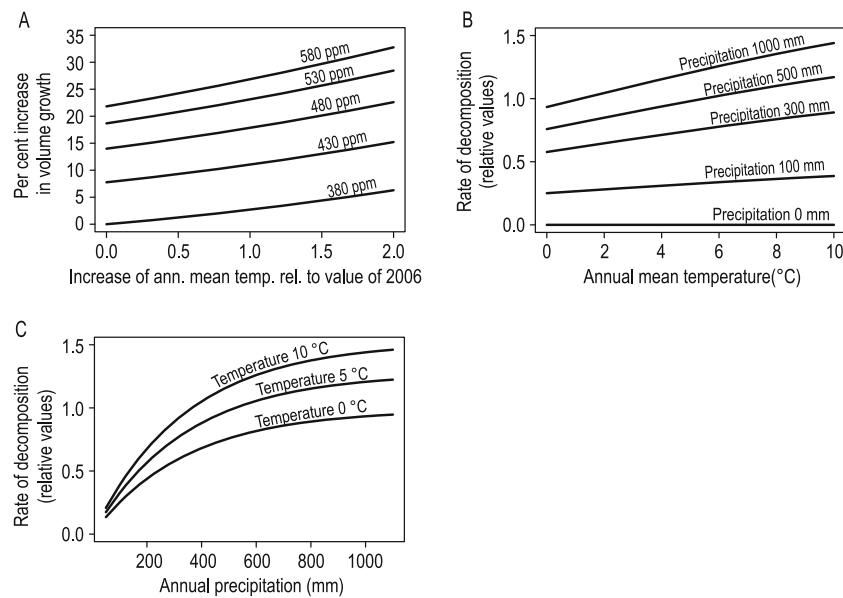 A
Per cent increase
in volume growth
35
30
25
20
15
10
5
0
580 ppm
530 ppm
480 ppm
430 ppm
380 ppm
0.0 0.5 1.0 1.5 2.0
Increase of ann. mean temp. rel. to value of 2006
B
Rate of decomposition
(relative values)
1.5
1.0
0.5
0.0
Precipitation 1000 mm
Precipitation 500 mm
Precipitation 300 mm
Precipitation 100 mm
Precipitation 0 mm
0 2 4 6 8 10
Annual mean temperature(°C)
C
Rate of decomposition
(relative values)
1.5
1.0
0.5
0.0
Temperature 10 °C
Temperature 5 °C
Temperature 0 °C
200 400 600 800 1000
Annual precipitation (mm)